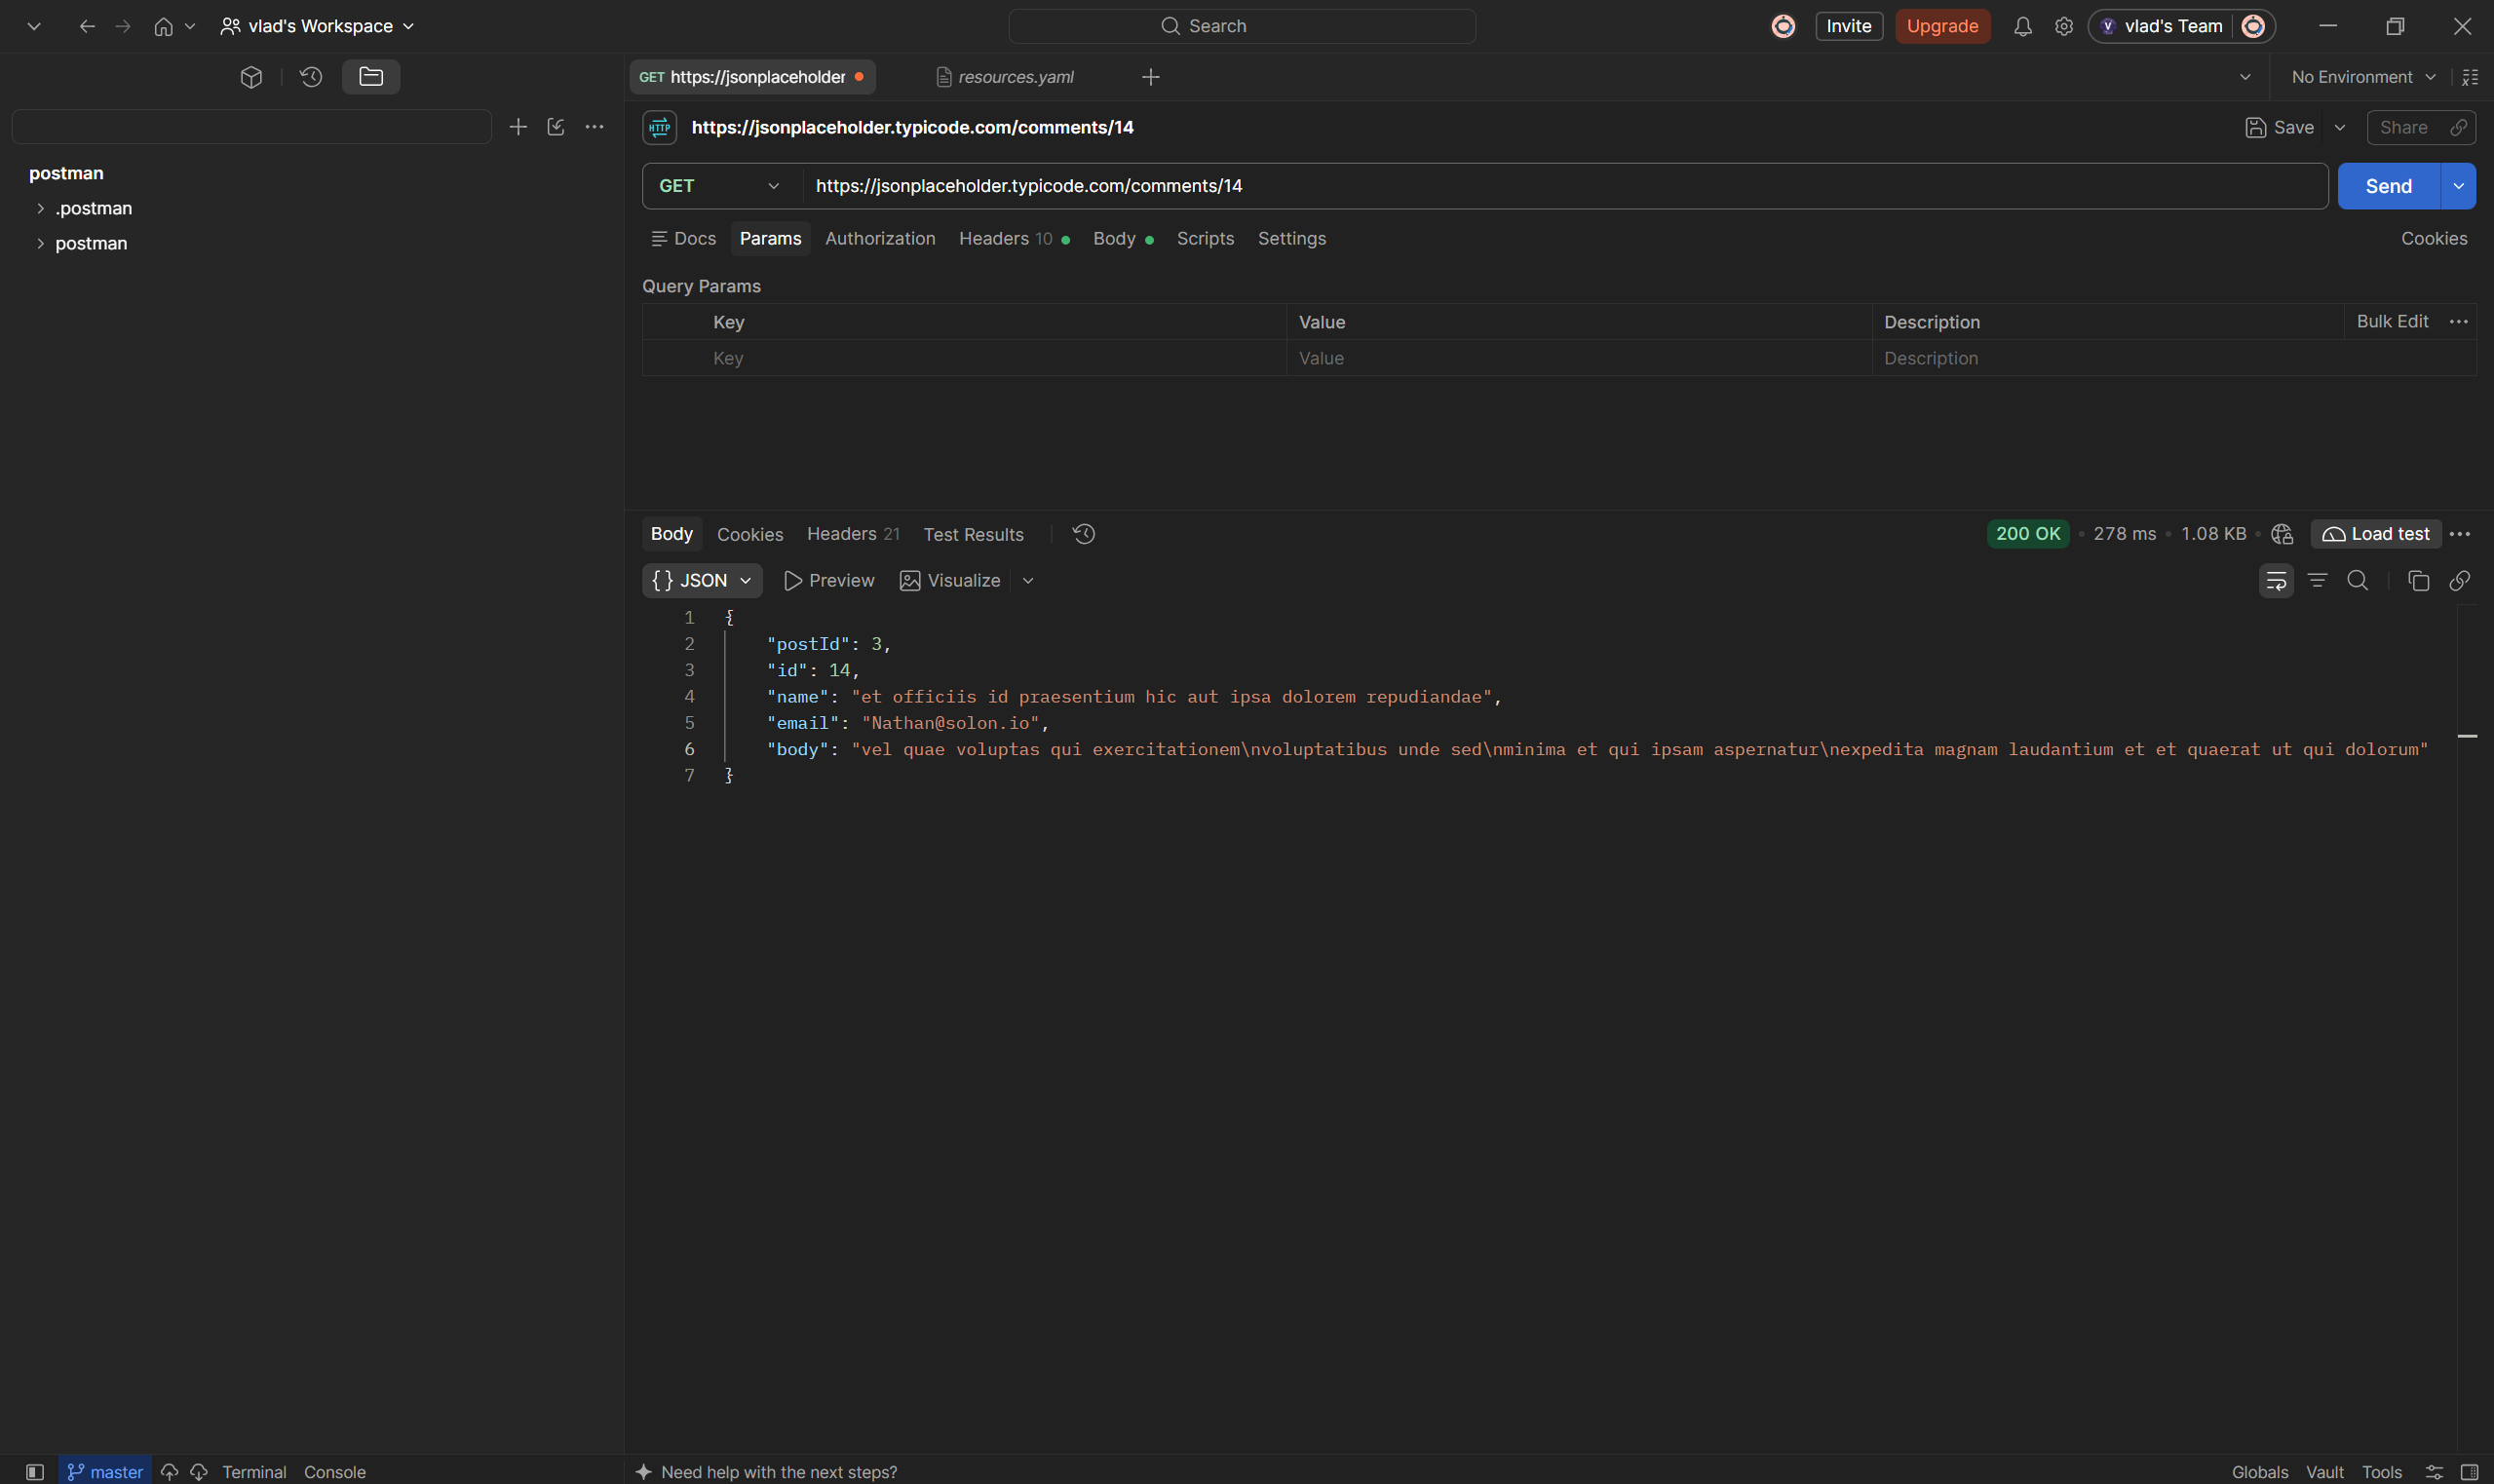 vlad's Workspace
Search
Invite
Upgrade
V vlad's Team
GET https://jsonplaceholder
resources.yaml
No Environment
HTTP https://jsonplaceholder.typicode.com/comments/14
Save
Share
postman
.postman
postman
GET https://jsonplaceholder.typicode.com/comments/14
Send
Docs Params Authorization Headers 10 Body Scripts Settings
Cookies
Query Params
Key Value Description Bulk Edit
Key Value Description
Body Cookies Headers 21 Test Results
200 OK 278 ms 1.08 KB Load test
{} JSON Preview Visualize
1 {
2 "postId": 3,
3 "id": 14,
4 "name": "et officiis id praesentium hic aut ipsa dolorem repudiandae",
5 "email": "Nathan@solon.io",
6 "body": "vel quae voluptas qui exercitationem\nvoluptatibus unde sed\nminima et qui ipsam aspernatur\nexpedita magnam laudantium et et quaerat ut qui dolorum"
7 }
master Terminal Console
Need help with the next steps?
Globals Vault Tools